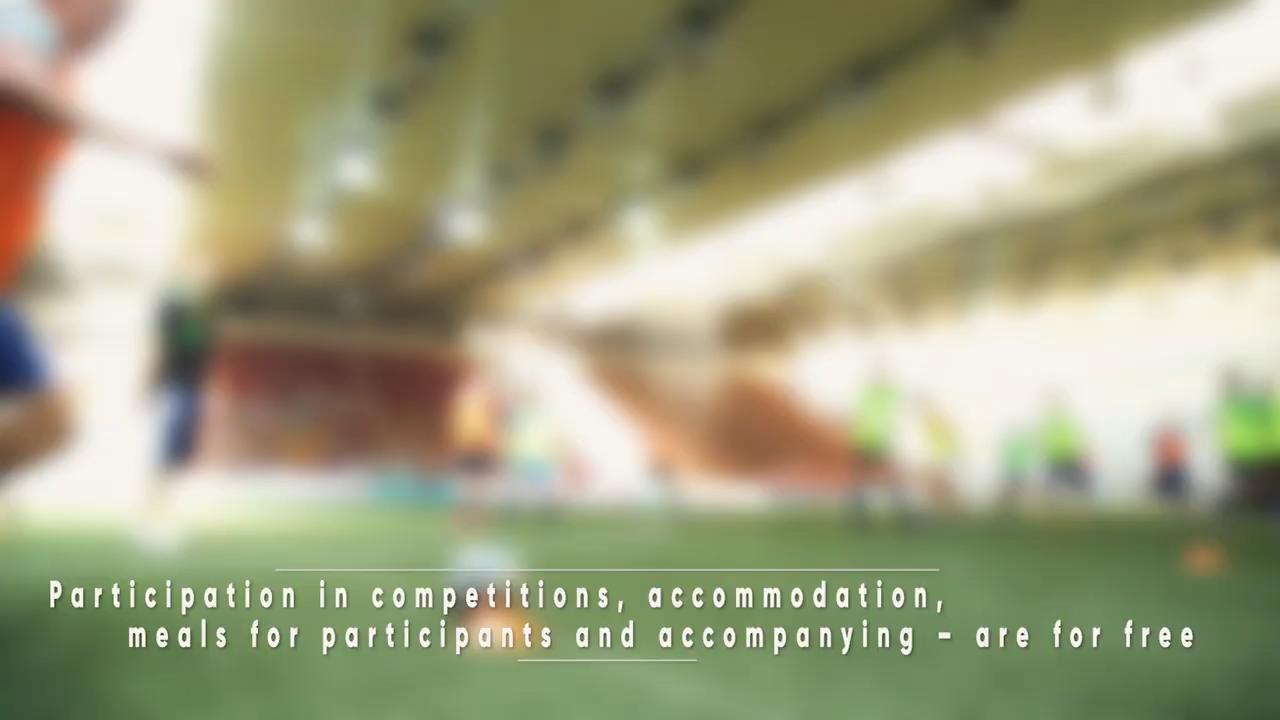 Participation in competitions, accommodation,
meals for participants and accompanying – are for free